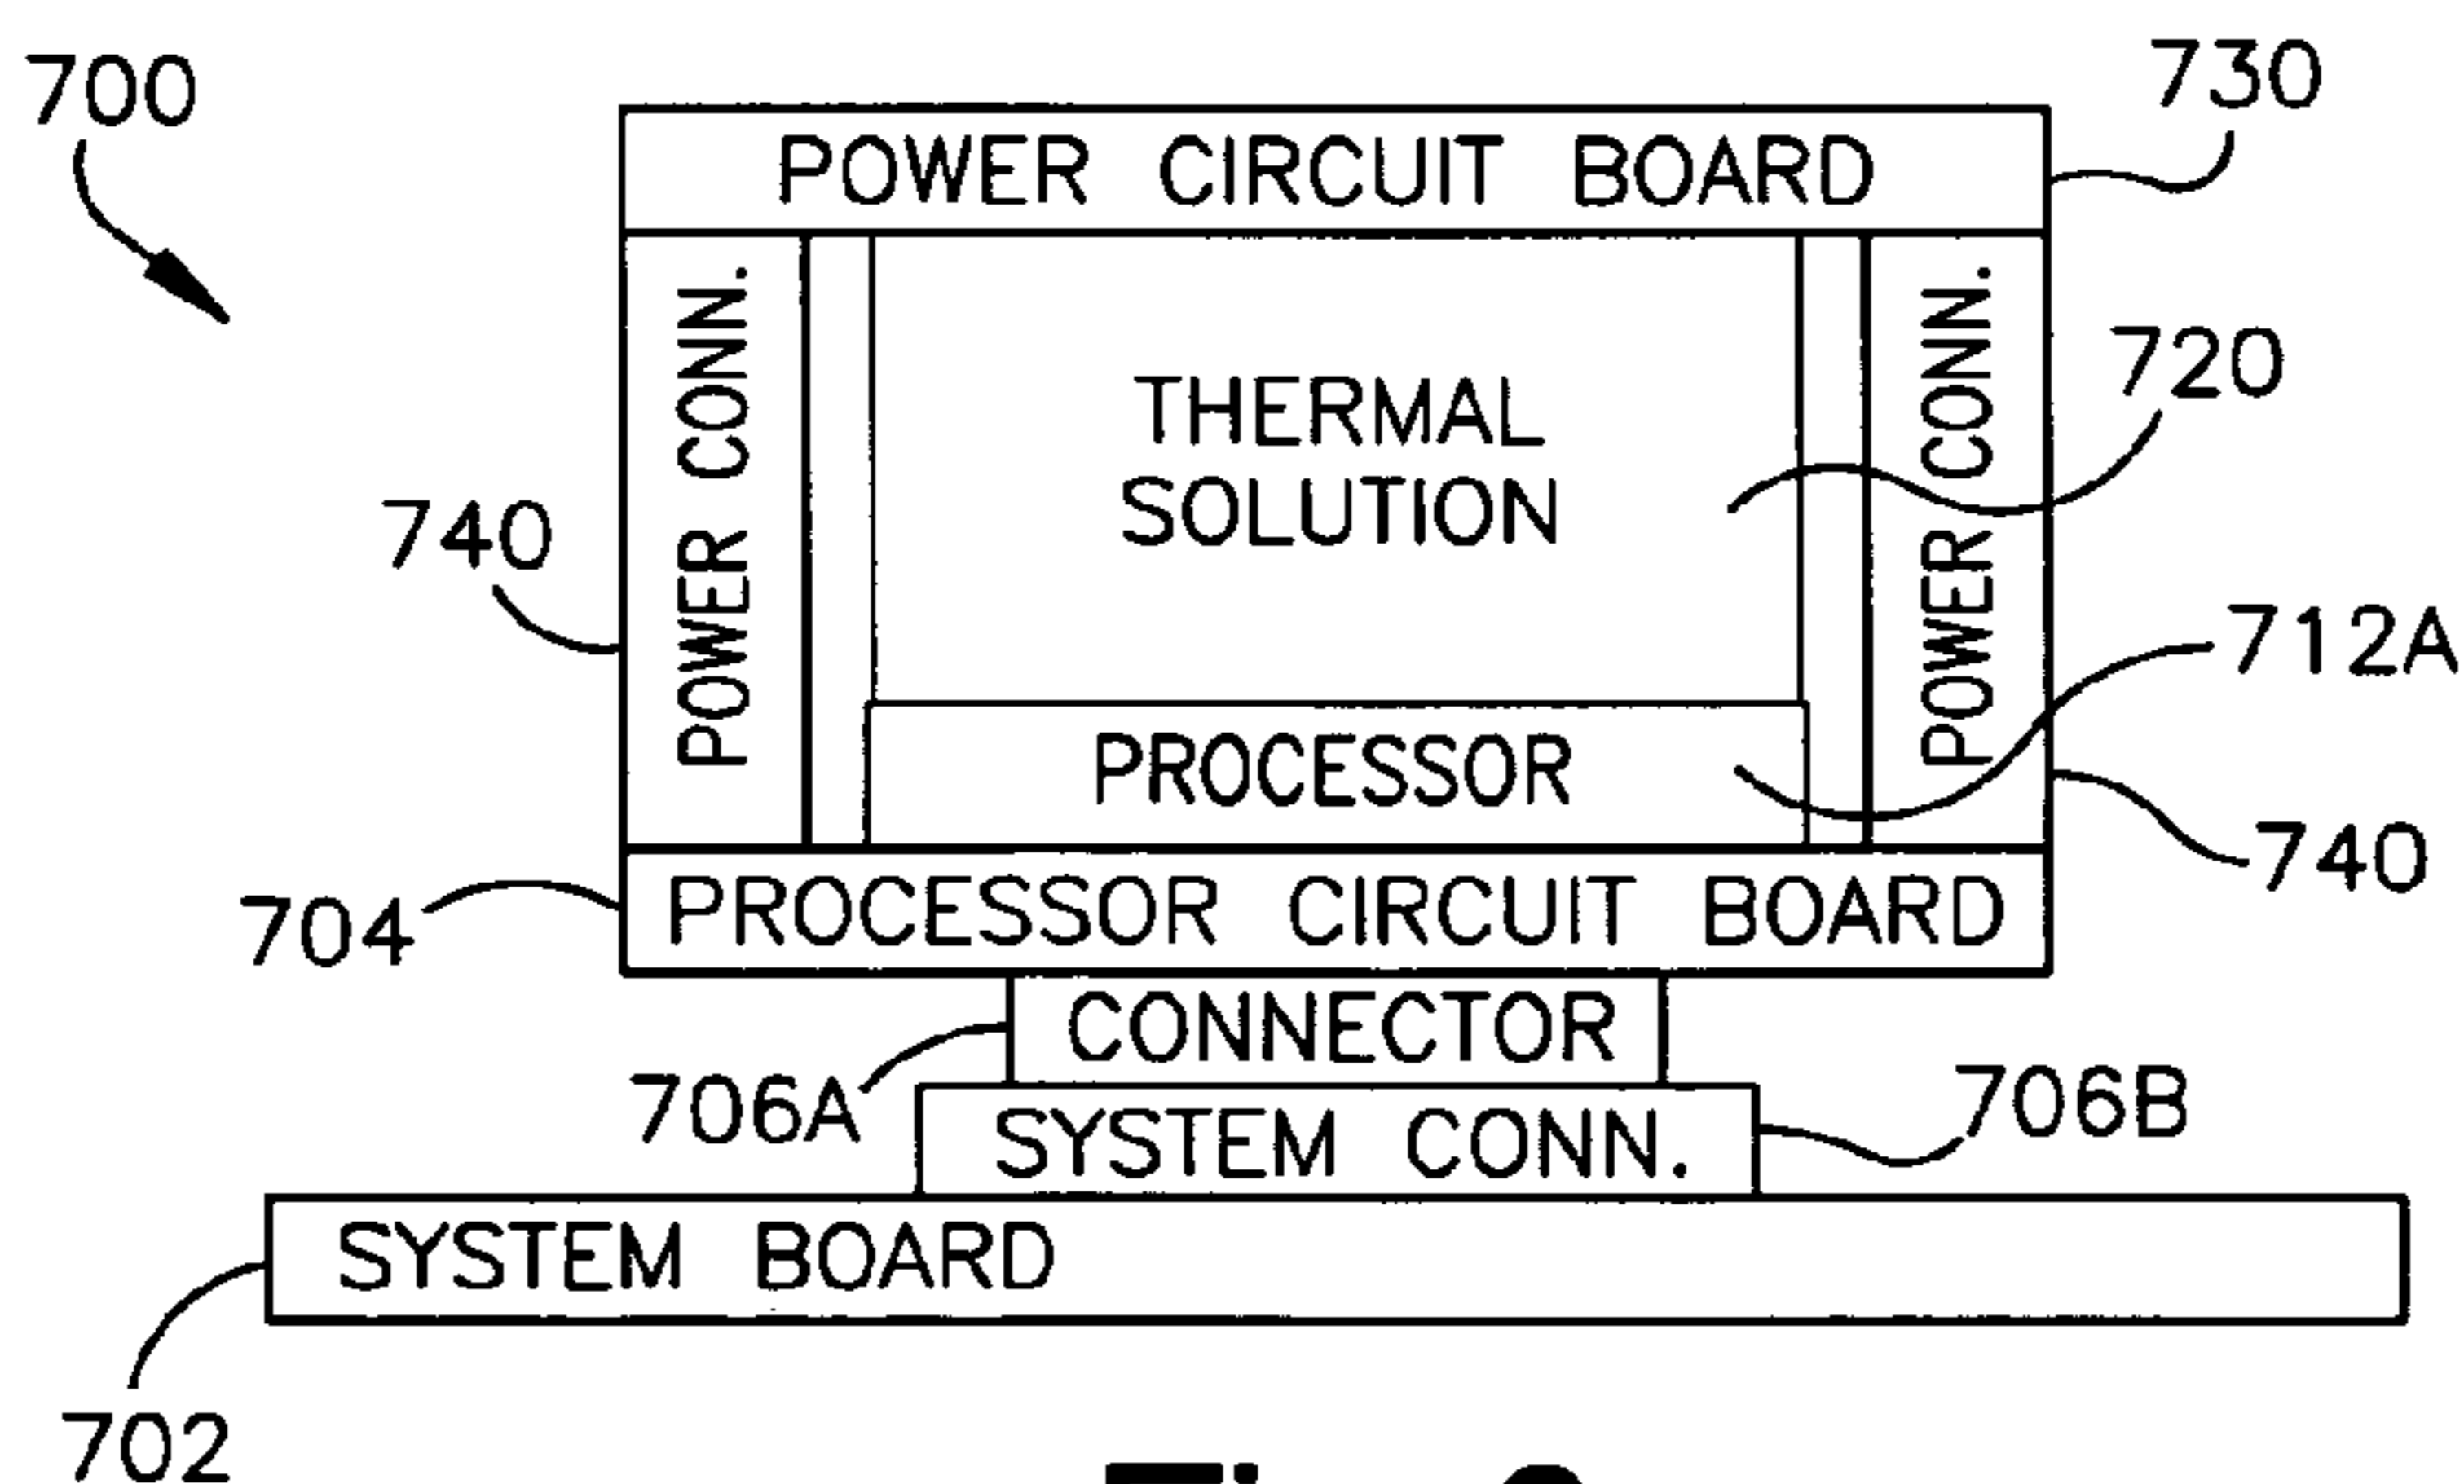 700
730
POWER CIRCUIT BOARD
POWER CONN.
THERMAL
SOLUTION
POWER CONN.
720
740
712A
PROCESSOR
740
704
PROCESSOR CIRCUIT BOARD
CONNECTOR
706A
706B
SYSTEM CONN.
SYSTEM BOARD
702